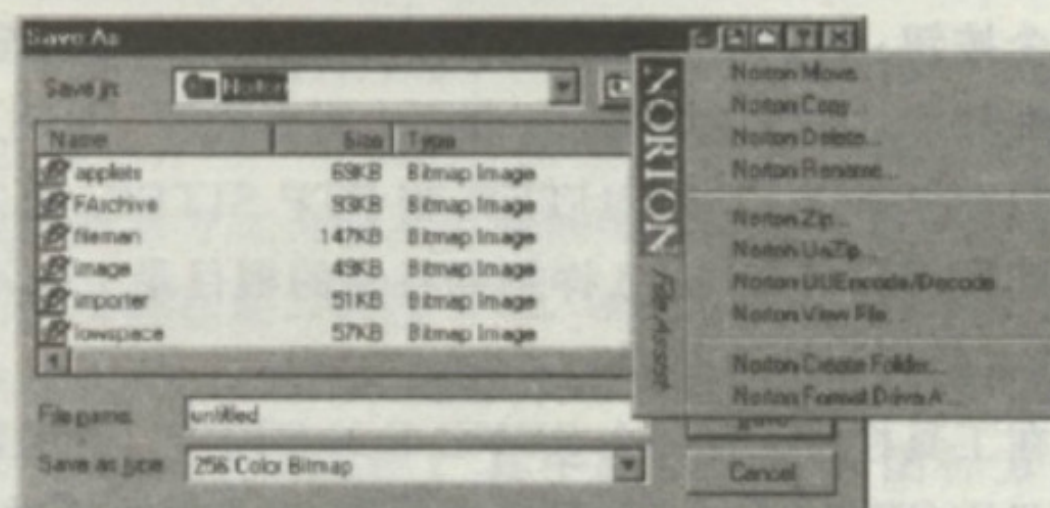 Save As
Save in: Norton
Name Size Type
applets 69KB Bitmap Image
FArchive 93KB Bitmap Image
fileman 147KB Bitmap Image
image 49KB Bitmap Image
importer 51KB Bitmap Image
lowspace 57KB Bitmap Image
File name: untitled
Save as type: 256 Color Bitmap
Save
Cancel
NORTON File Assist
Norton Move...
Norton Copy...
Norton Delete...
Norton Rename...
Norton Zip...
Norton UnZip...
Norton UUEncode/Decode...
Norton View File
Norton Create Folder...
Norton Format Drive A:...